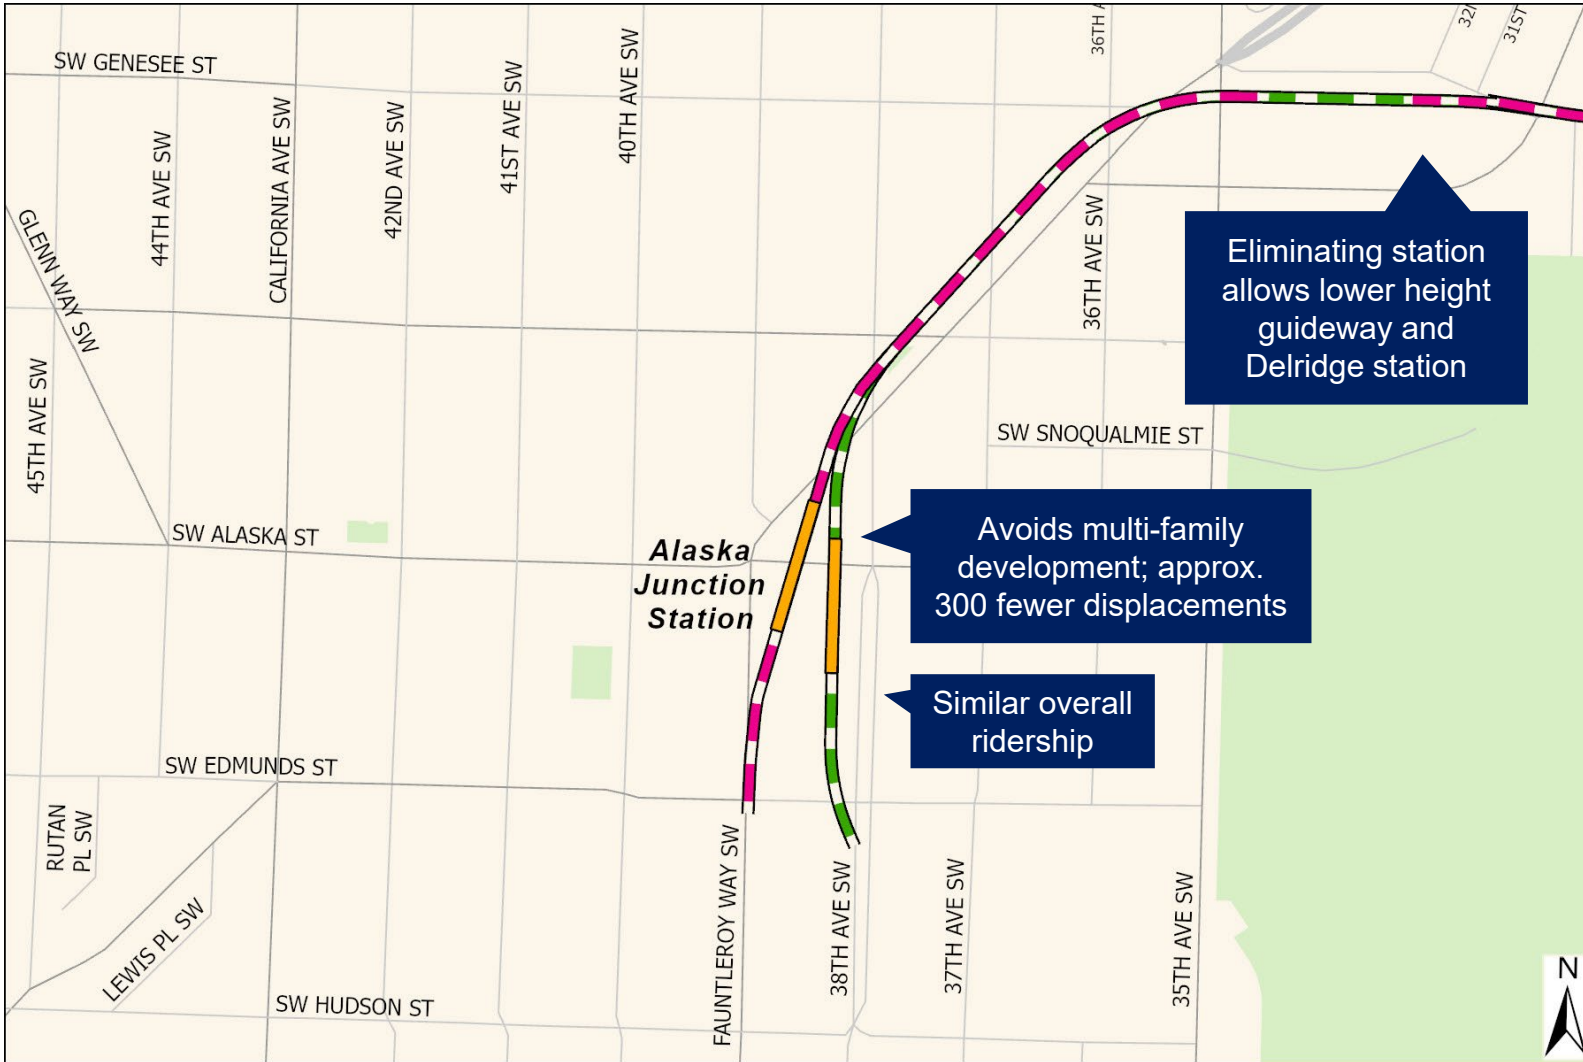 SW GENESEE ST
44TH AVE SW
CALIFORNIA AVE SW
42ND AVE SW
41ST AVE SW
40TH AVE SW
36TH A
32
31ST
GLENN WAY SW
45TH AVE SW
36TH AVE SW
Eliminating station
allows lower height
guideway and
Delridge station
SW SNOQUALMIE ST
SW ALASKA ST
Alaska
Junction
Station
Avoids multi-family
development; approx.
300 fewer displacements
Similar overall
ridership
SW EDMUNDS ST
RUTAN
PL SW
LEWIS PL SW
FAUNTLEROY WAY SW
38TH AVE SW
37TH AVE SW
35TH AVE SW
SW HUDSON ST
N